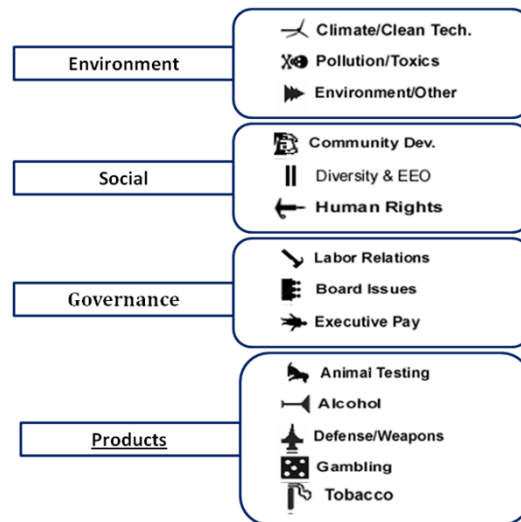 Environment
Climate/Clean Tech.
Pollution/Toxics
Environment/Other
Social
Community Dev.
Diversity & EEO
Human Rights
Governance
Labor Relations
Board Issues
Executive Pay
Products
Animal Testing
Alcohol
Defense/Weapons
Gambling
Tobacco